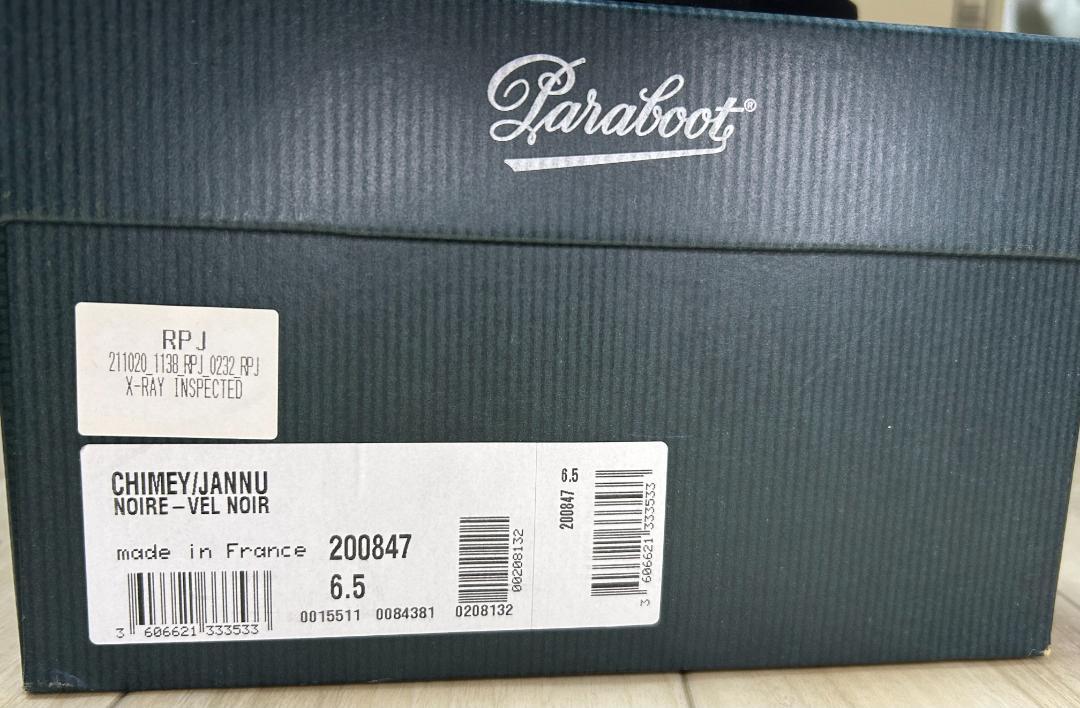 Paraboot®
RPJ
211020_1138_RPJ_0232_RPJ
X-RAY INSPECTED
CHIMEY/JANNU
NOIRE–VEL NOIR
made in France 200847
6.5
3 606621 333533
0015511 0084381 0208132
00208132
6.5
200847
3 606621 333533